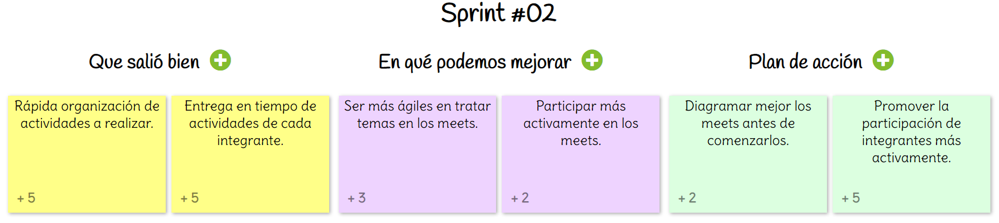 Sprint #02
Que salió bien
En qué podemos mejorar
Plan de acción
Rápida organización de
actividades a realizar.
+ 5
Entrega en tiempo de
actividades de cada
integrante.
+ 5
Ser más ágiles en tratar
temas en los meets.
+ 3
Participar más
activamente en los
meets.
+ 2
Diagramar mejor los
meets antes de
comenzarlos.
+ 2
Promover la
participación de
integrantes más
activamente.
+ 5